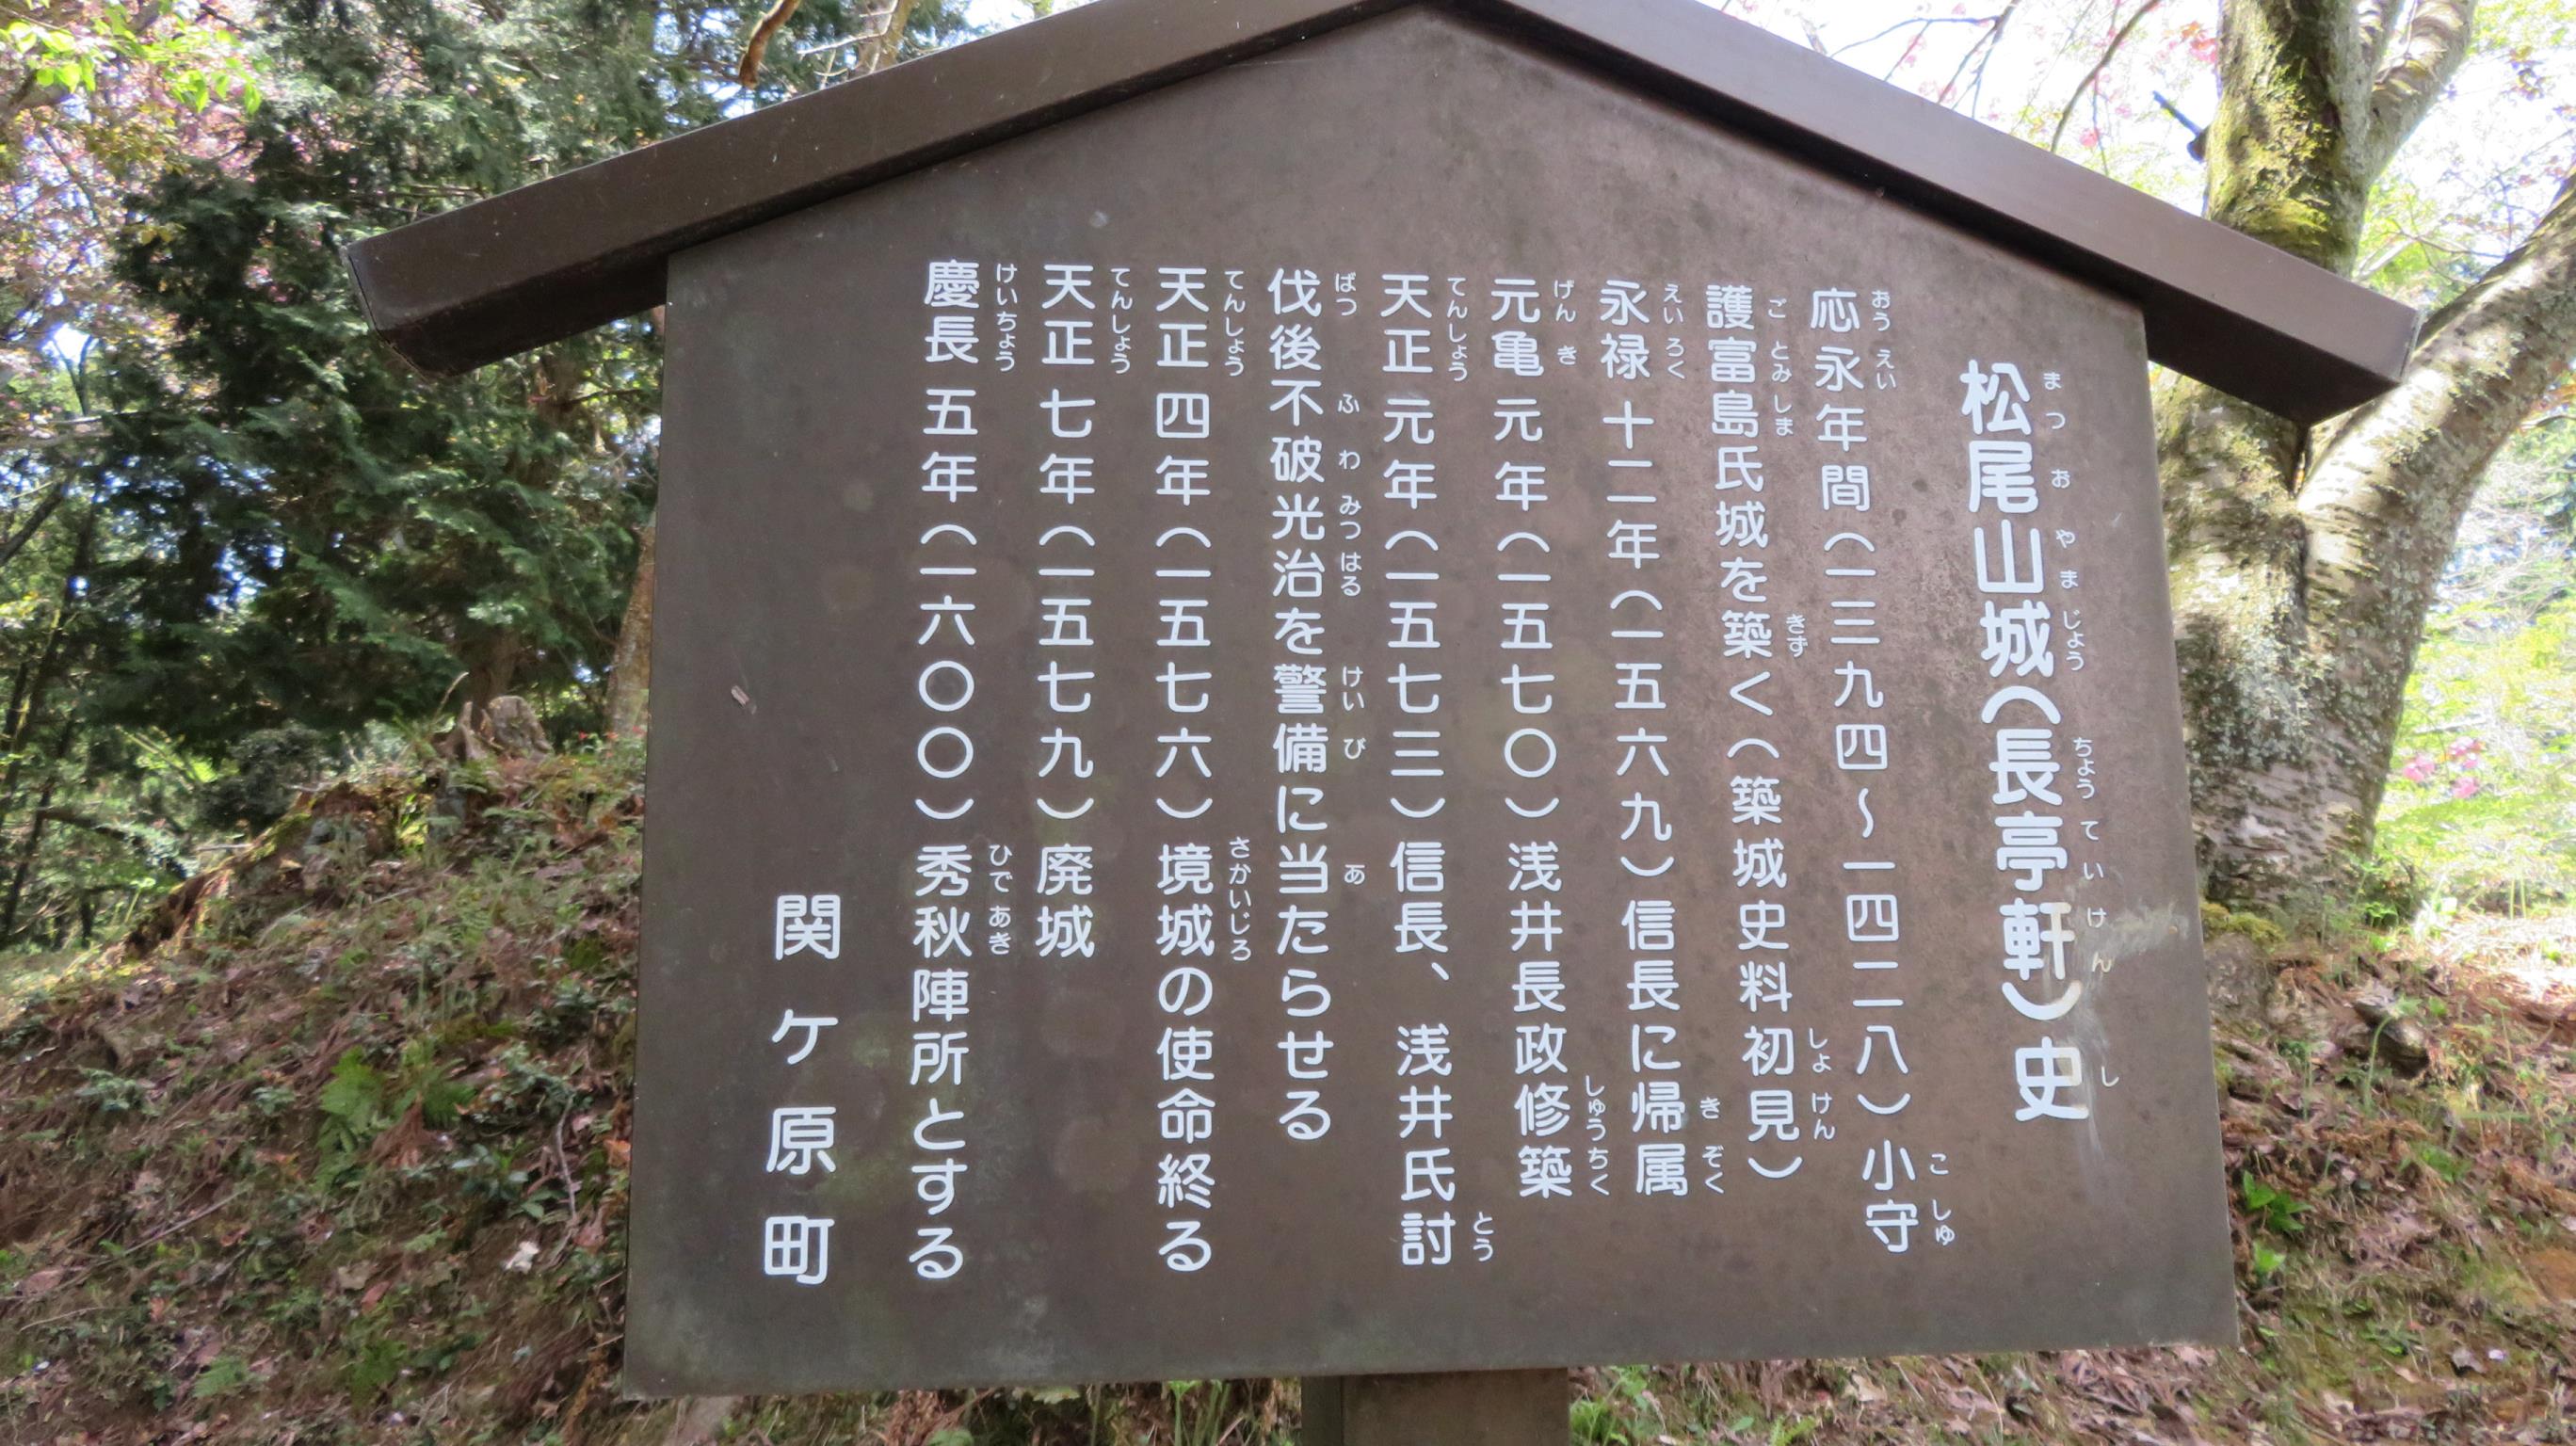 松尾山城（長亭軒）史
応永年間（一三九四～一四二八）小守
護富島氏城を築く（築城史料初見）
永禄十二年（一五六九）信長に帰属
元亀元年（一五七〇）浅井長政修築
天正元年（一五七三）信長、浅井氏討
伐後不破光治を警備に当たらせる
天正四年（一五七六）境城の使命終る
天正七年（一五七九）廃城
慶長五年（一六〇〇）秀秋陣所とする
関ケ原町